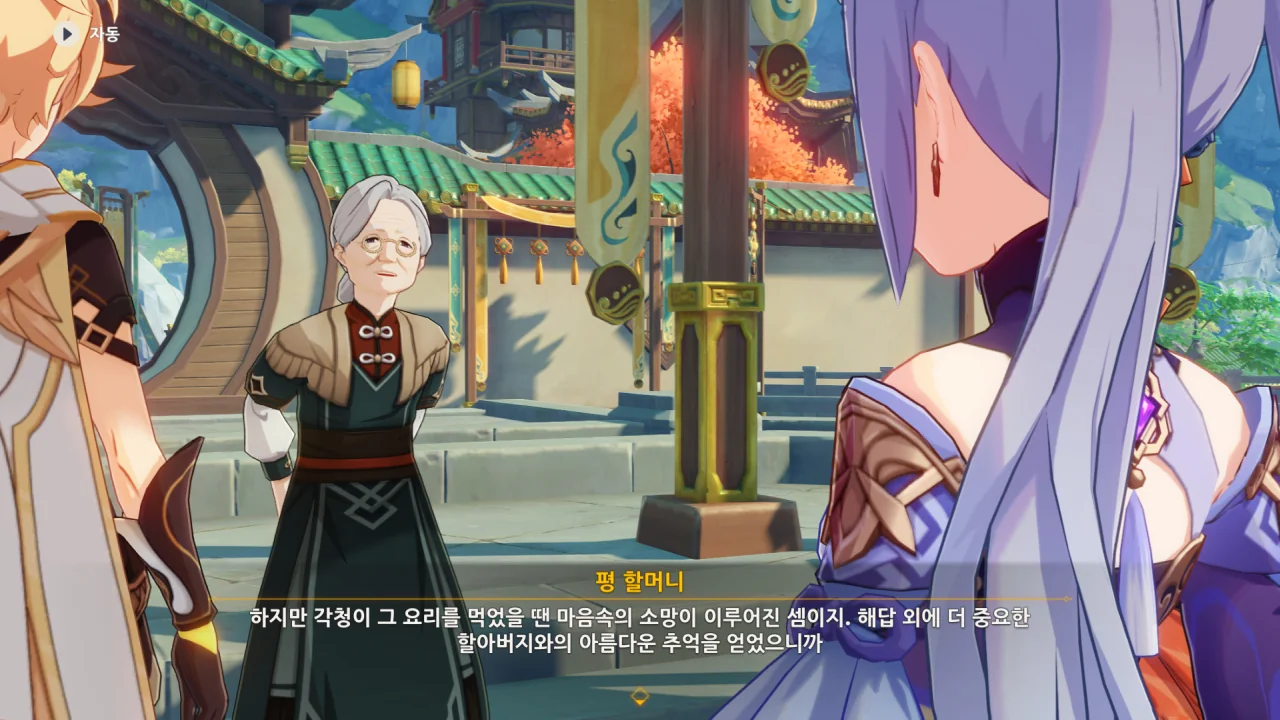 자동
평 할머니
하지만 각청이 그 요리를 먹었을 땐 마음속의 소망이 이루어진 셈이지. 해답 외에 더 중요한
할아버지와의 아름다운 추억을 얻었으니까